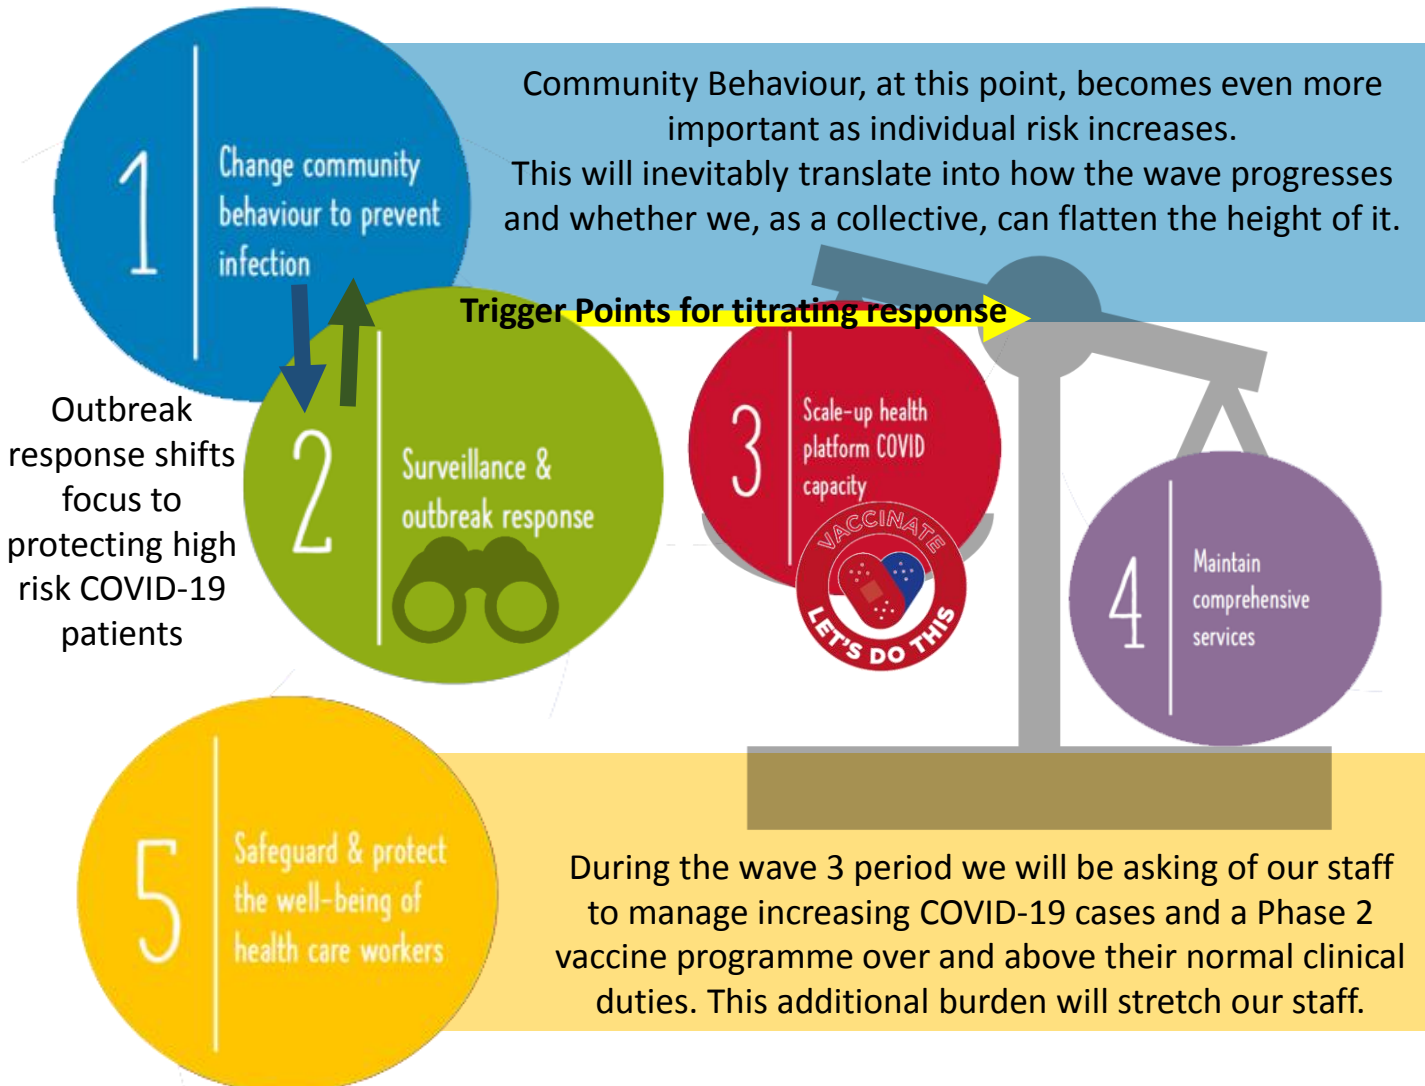 Community Behaviour, at this point, becomes even more
important as individual risk increases.
This will inevitably translate into how the wave progresses
and whether we, as a collective, can flatten the height of it.
1
Change community
behaviour to prevent
infection
Trigger Points for titrating response
Outbreak
response shifts
focus to
protecting high
risk COVID-19
patients
2
Surveillance &
outbreak response
3
Scale-up health
platform COVID
capacity
VACCINATE
LET'S DO THIS
4
Maintain
comprehensive
services
5
Safeguard & protect
the well-being of
health care workers
During the wave 3 period we will be asking of our staff
to manage increasing COVID-19 cases and a Phase 2
vaccine programme over and above their normal clinical
duties. This additional burden will stretch our staff.